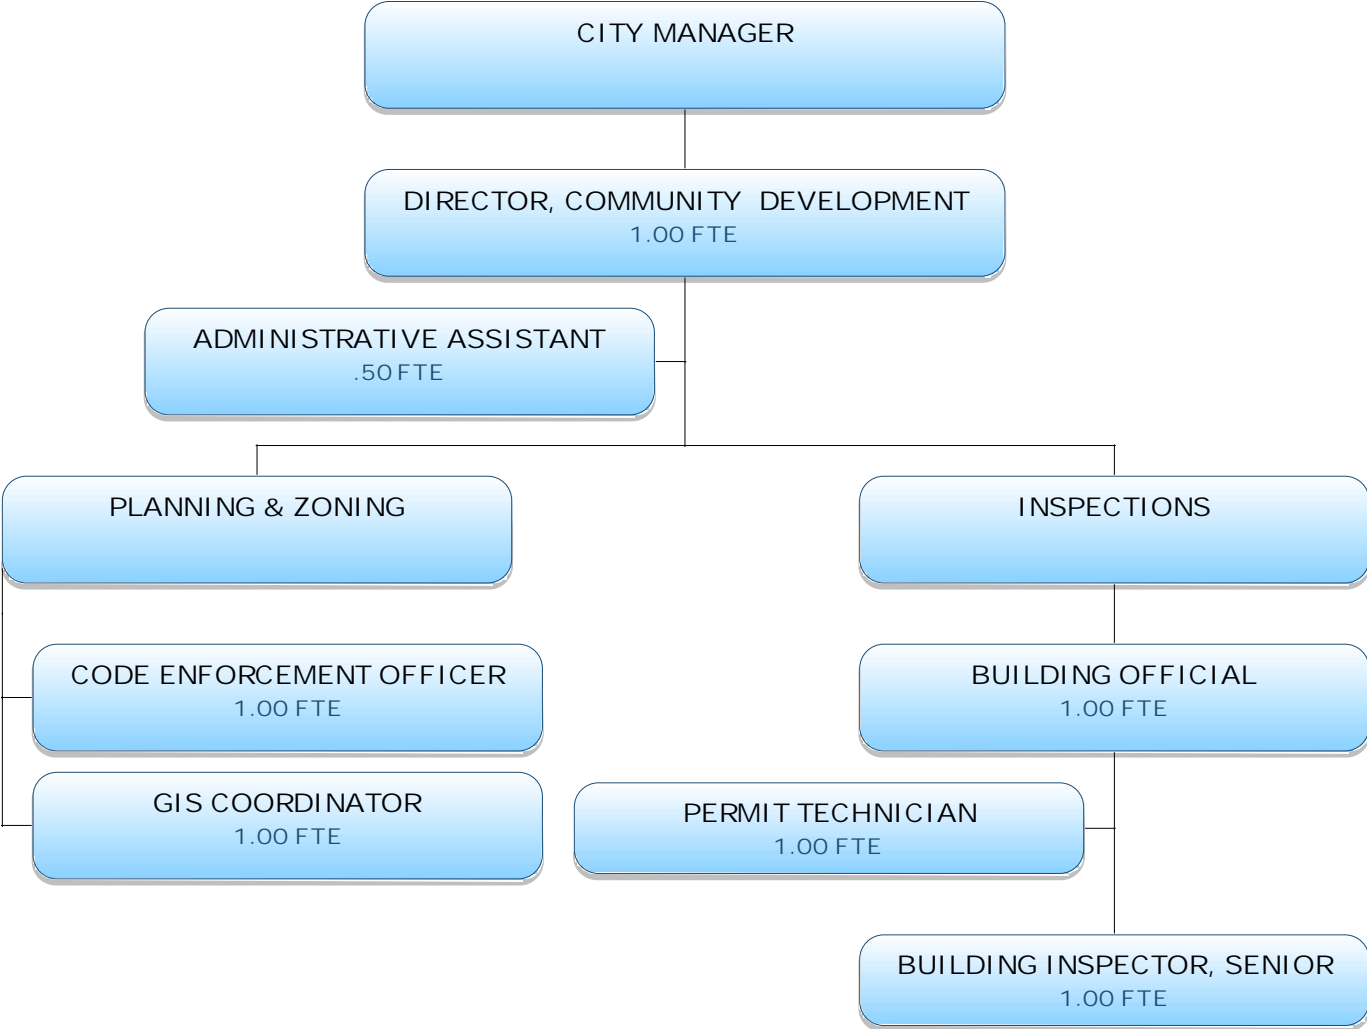 CITY MANAGER
DIRECTOR, COMMUNITY DEVELOPMENT
1.00 FTE
ADMINISTRATIVE ASSISTANT
.50 FTE
PLANNING & ZONING
INSPECTIONS
CODE ENFORCEMENT OFFICER
1.00 FTE
BUILDING OFFICIAL
1.00 FTE
GIS COORDINATOR
1.00 FTE
PERMIT TECHNICIAN
1.00 FTE
BUILDING INSPECTOR, SENIOR
1.00 FTE